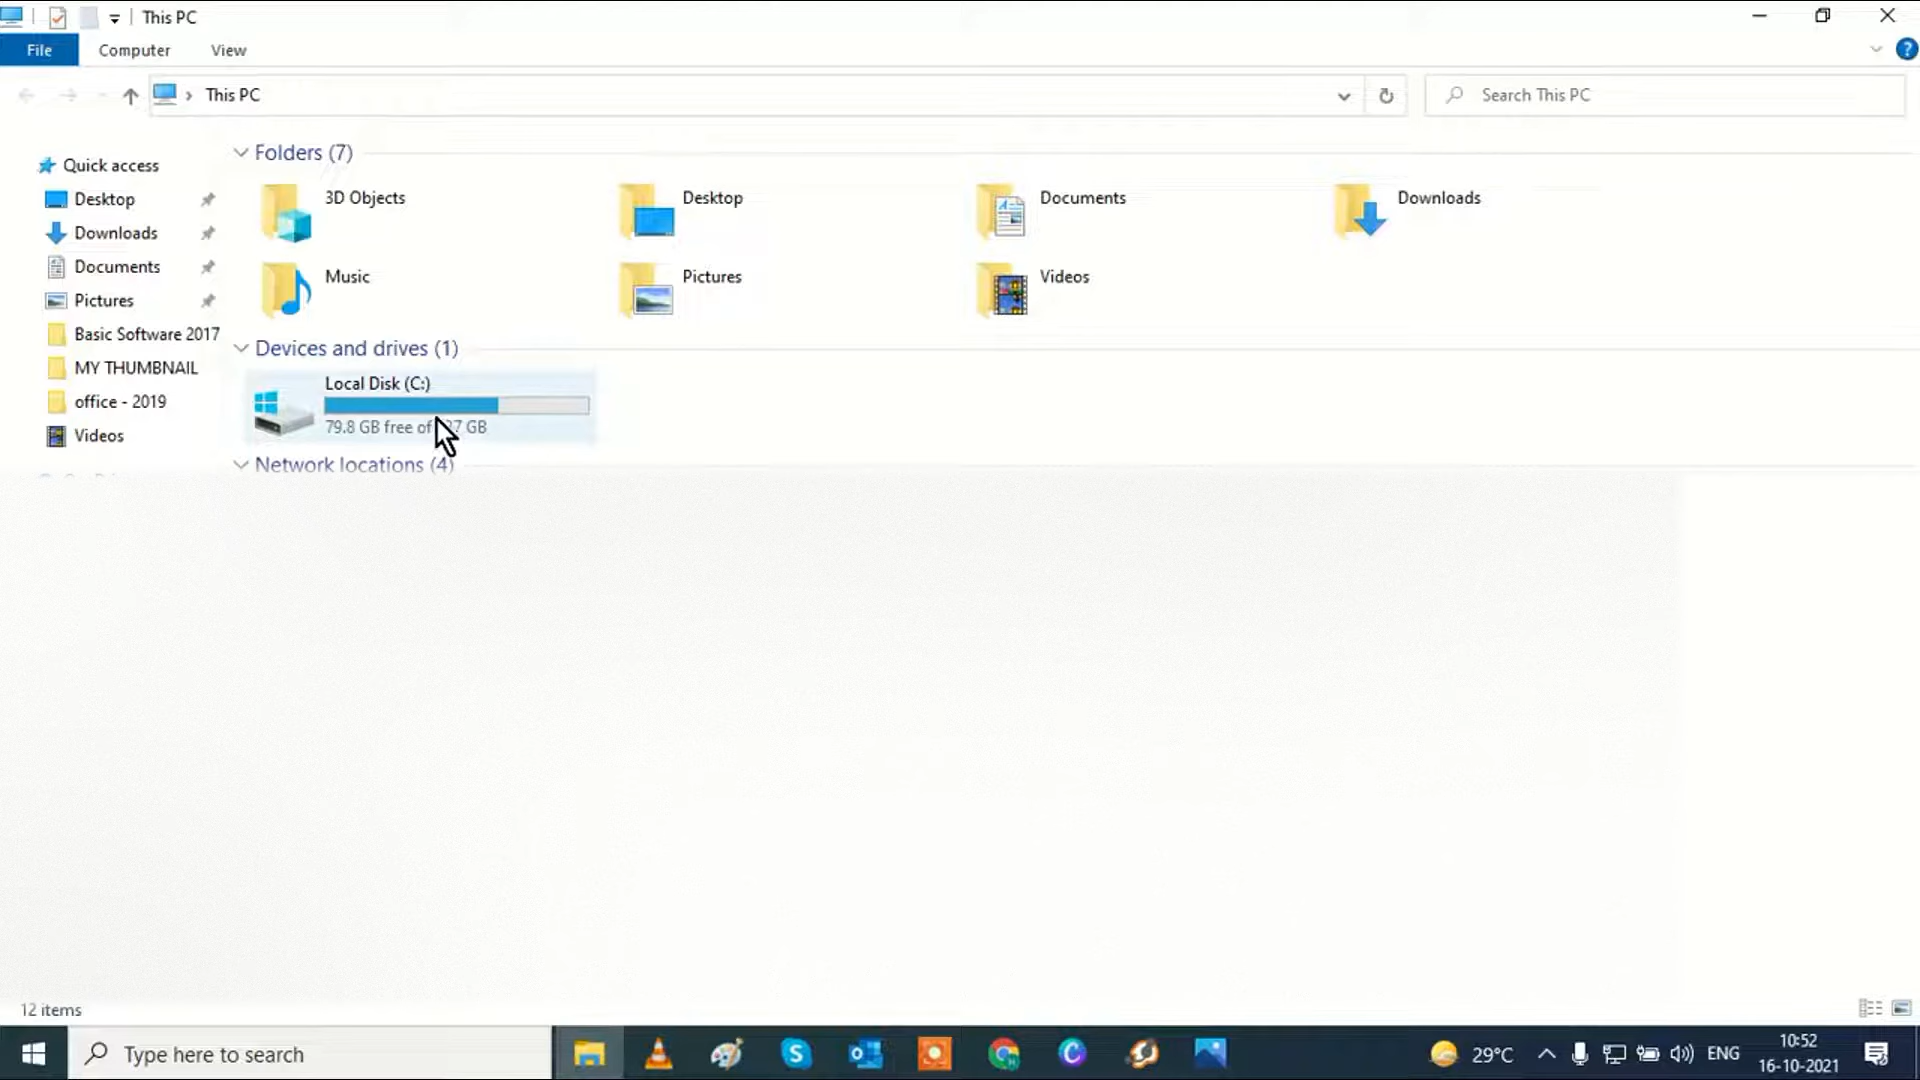 This PC
File Computer View
This PC
Search This PC
Quick access
Desktop
Downloads
Documents
Pictures
Basic Software 2017
MY THUMBNAIL
office - 2019
Videos
Folders (7)
3D Objects
Desktop
Documents
Downloads
Music
Pictures
Videos
Devices and drives (1)
Local Disk (C:)
79.8 GB free of GB
Network locations (4)
12 items
Type here to search
29°C
ENG
10:52
16-10-2021